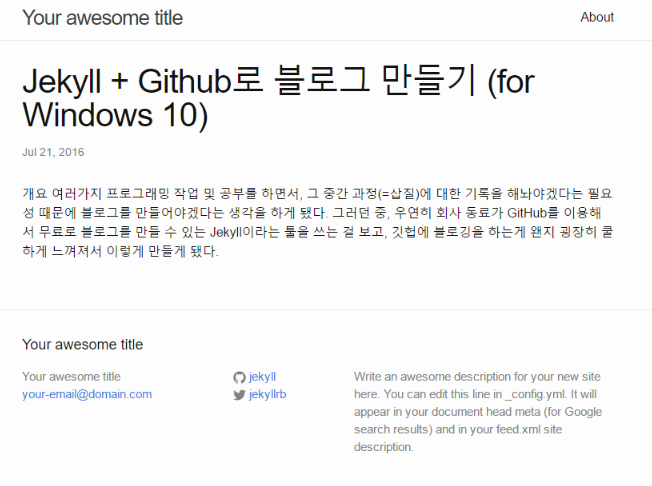 Your awesome title
About
Jekyll + Github로 블로그 만들기 (for
Windows 10)
Jul 21, 2016
개요 여러가지 프로그래밍 작업 및 공부를 하면서, 그 중간 과정(=삽질)에 대한 기록을 해놔야겠다는 필요
성 때문에 블로그를 만들어야겠다는 생각을 하게 됐다. 그러던 중, 우연히 회사 동료가 GitHub를 이용해
서 무료로 블로그를 만들 수 있는 Jekyll이라는 툴을 쓰는 걸 보고, 깃헙에 블로깅을 하는게 왠지 굉장히 쿨
하게 느껴져서 이렇게 만들게 됐다.
Your awesome title
Your awesome title
your-email@domain.com
jekyll
jekyllrb
Write an awesome description for your new site
here. You can edit this line in _config.yml. It will
appear in your document head meta (for Google
search results) and in your feed.xml site
description.